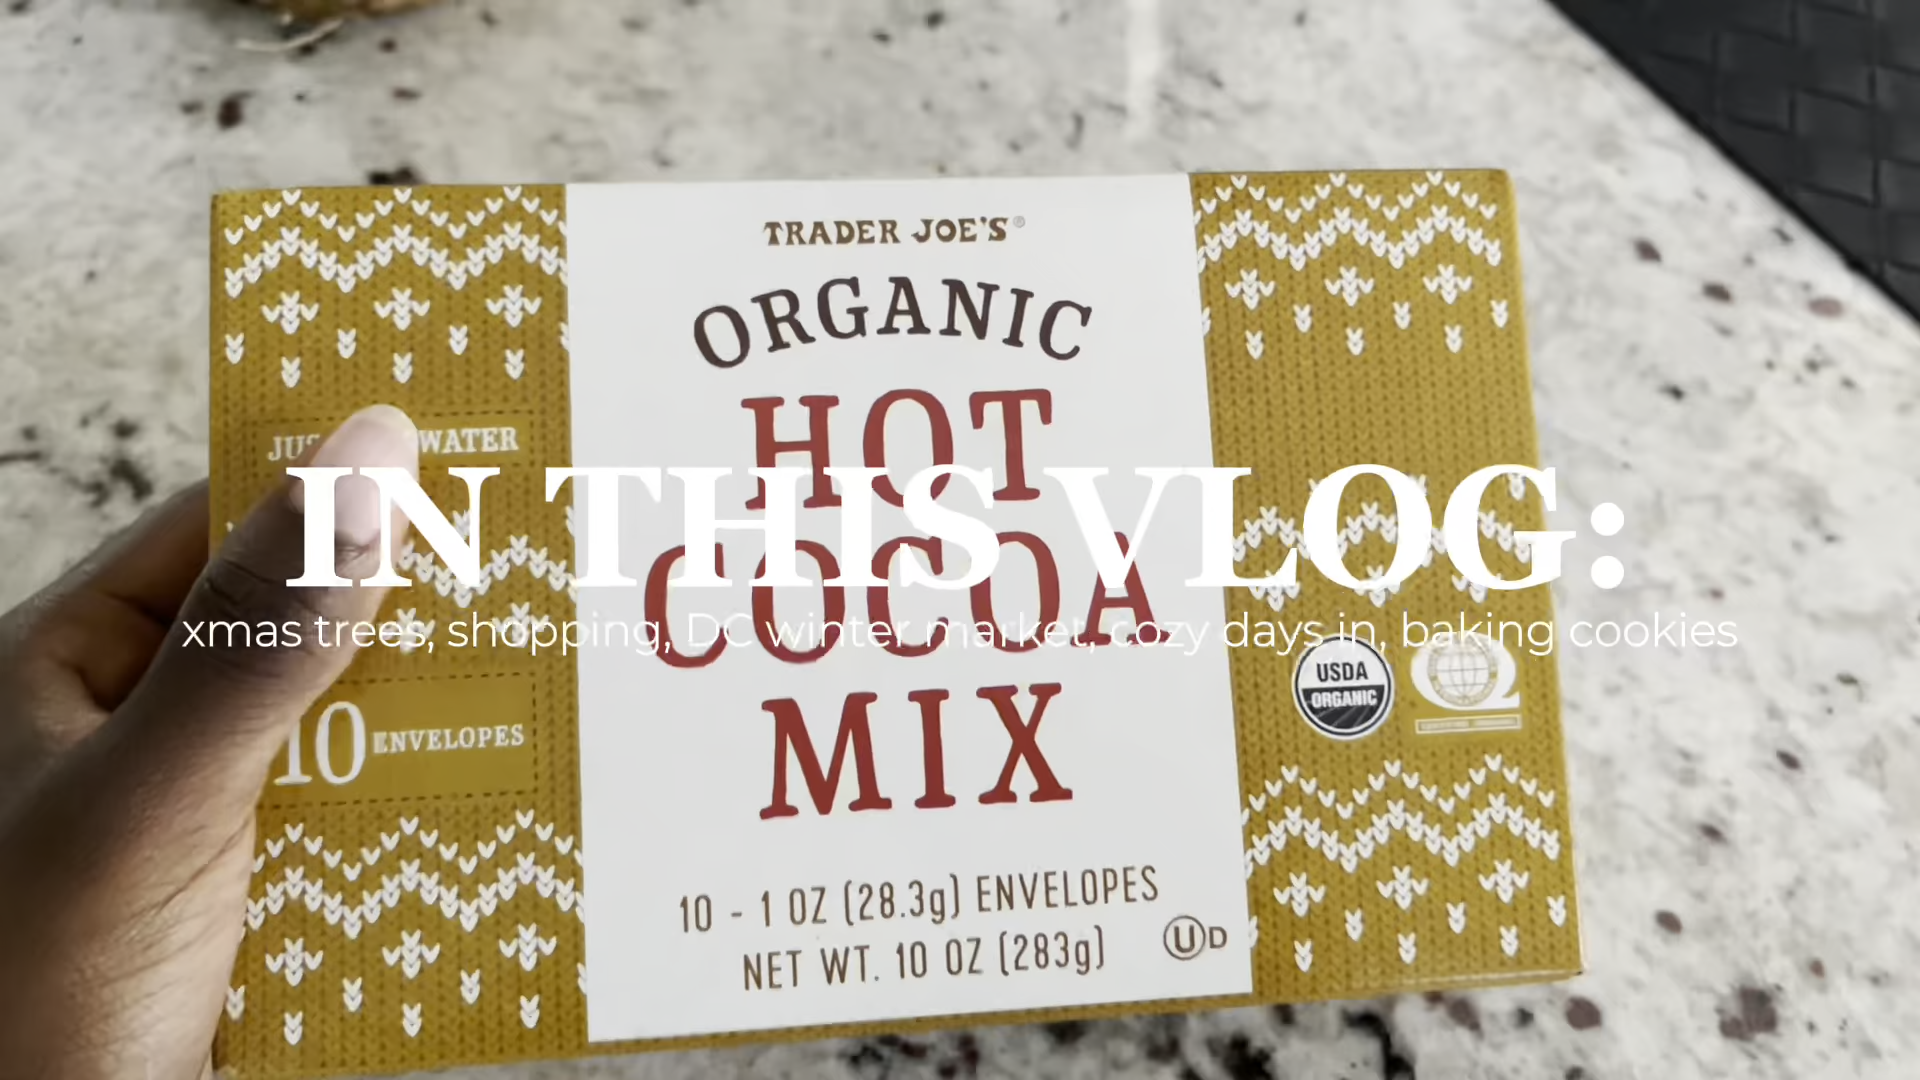 TRADER JOE'S®
ORGANIC
HOT
COCOA
MIX
10 - 1 OZ (28.3g) ENVELOPES
NET WT. 10 OZ (283g)
UD
WATER
10 ENVELOPES
IN THIS VLOG:
xmas trees, shopping, DC winter market, cozy days in, baking cookies
USDA
ORGANIC